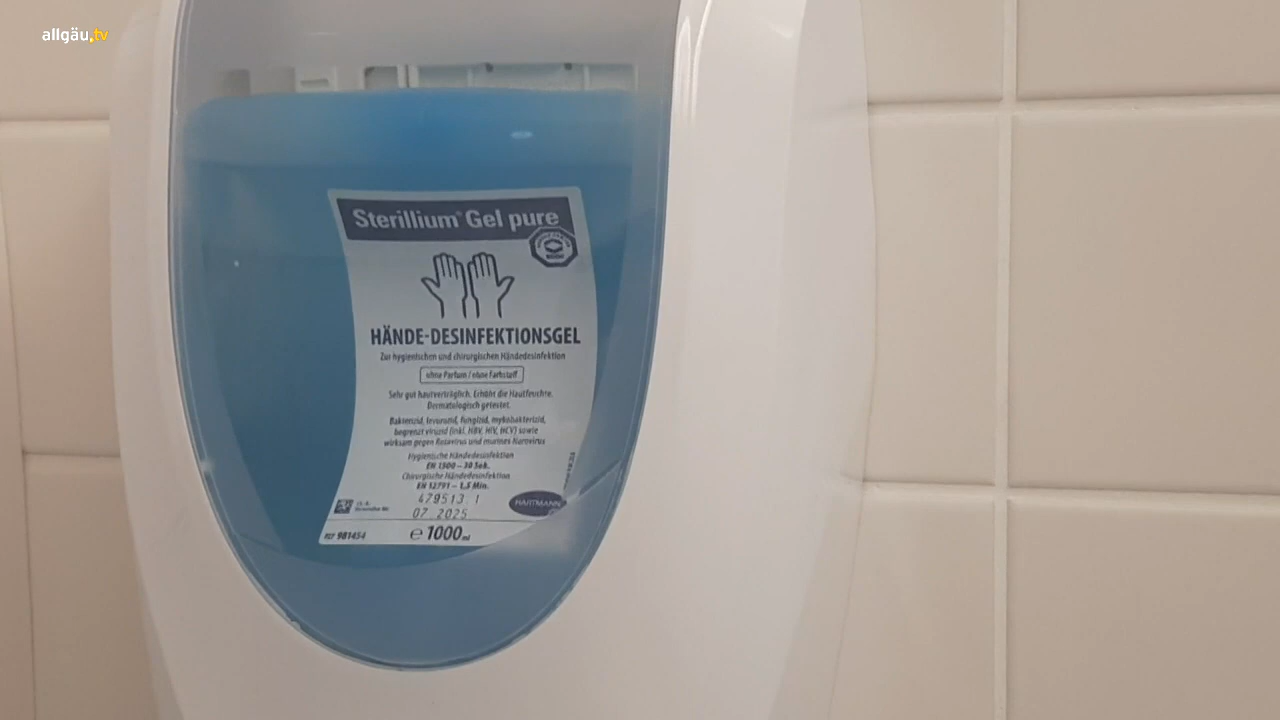 allgäu.tv
Sterillium® Gel pure
HÄNDE-DESINFEKTIONSGEL
Zur hygienischen und chirurgischen Händedesinfektion
ohne Parfum / ohne Farbstoff
Sehr gut hautverträglich. Erhöht die Hautfeuchte.
Dermatologisch getestet.
Bakterizid, levurozid, fungizid, mykobakterizid,
begrenzt viruzid (inkl. HBV, HIV, HCV) sowie
wirksam gegen Rotavirus und murines Norovirus
Hygienische Händedesinfektion
EN 1500 – 30 Sek.
Chirurgische Händedesinfektion
EN 12791 – 1,5 Min.
479513 1
07 2025
HARTMANN
REF 981454
e 1000 ml